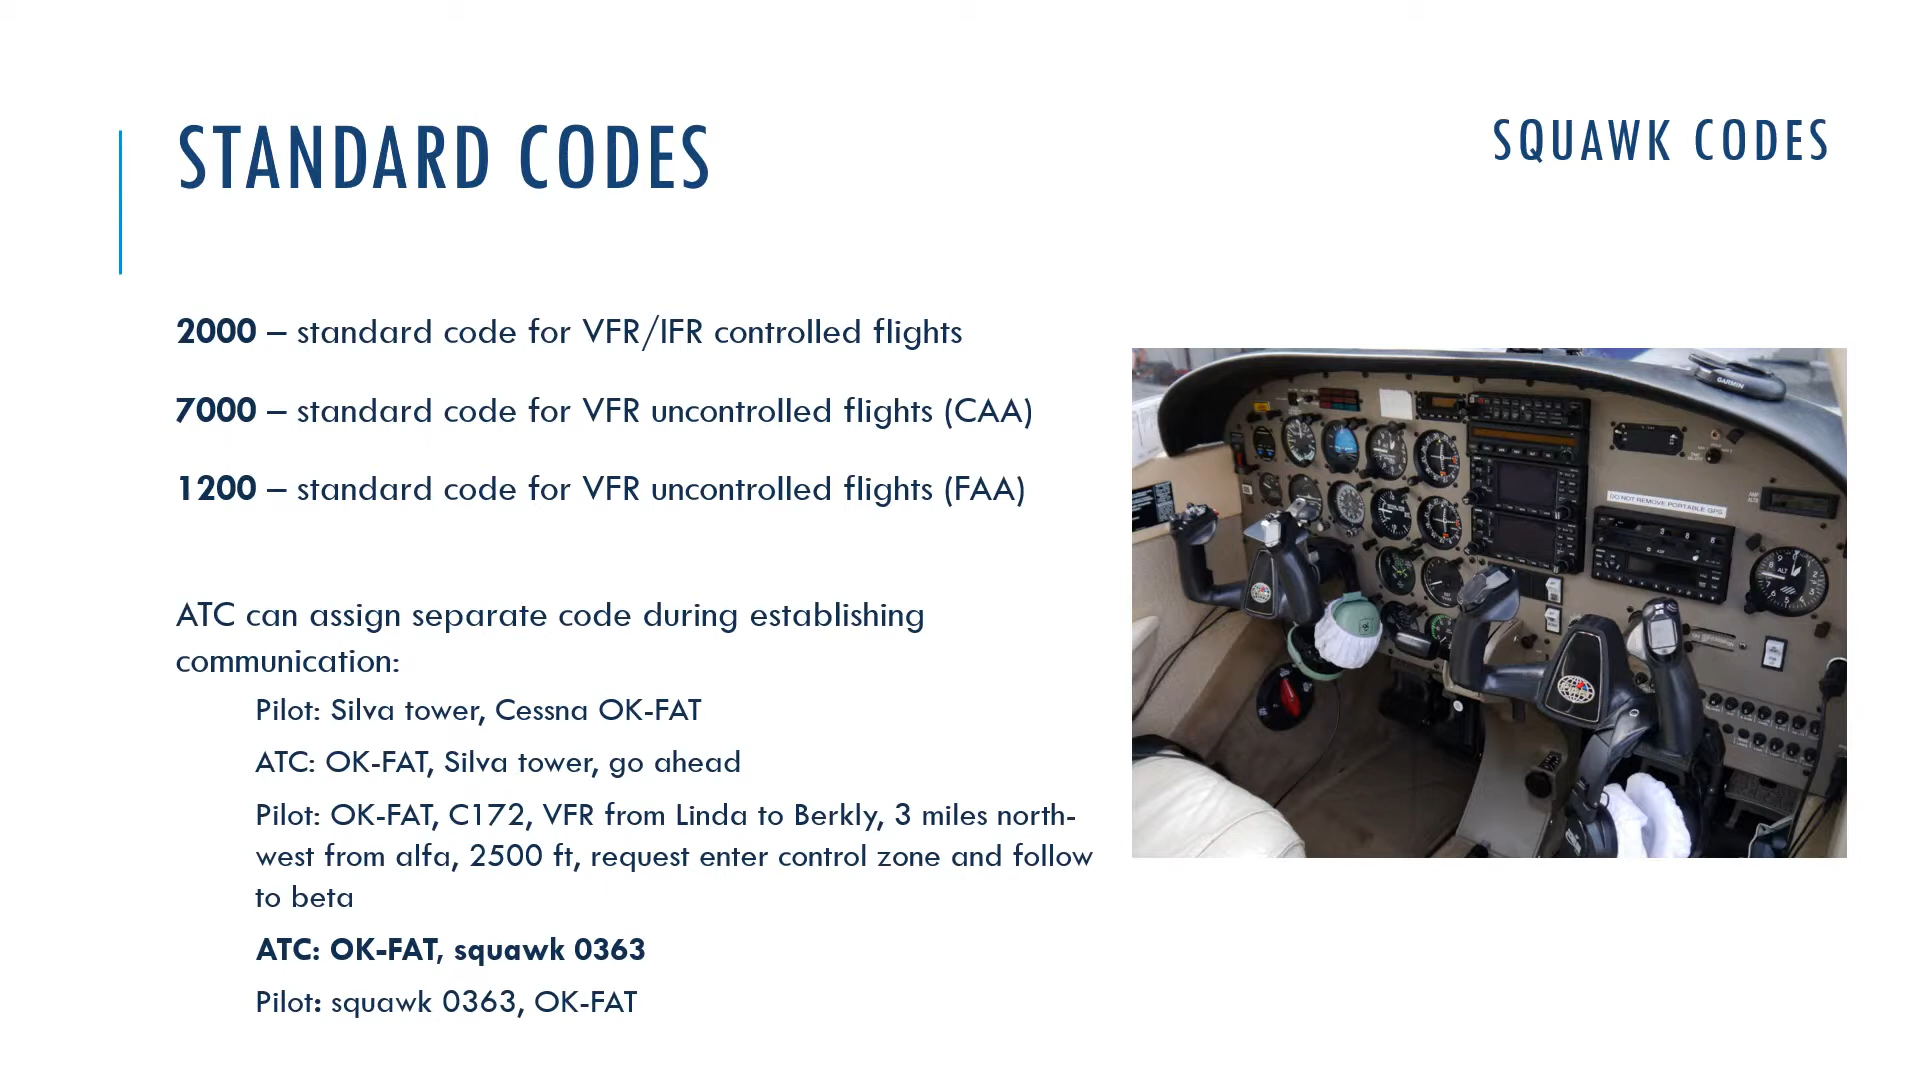 STANDARD CODES
SQUAWK CODES
2000 – standard code for VFR/IFR controlled flights
7000 – standard code for VFR uncontrolled flights (CAA)
1200 – standard code for VFR uncontrolled flights (FAA)
ATC can assign separate code during establishing
communication:
Pilot: Silva tower, Cessna OK-FAT
ATC: OK-FAT, Silva tower, go ahead
Pilot: OK-FAT, C172, VFR from Linda to Berkly, 3 miles north-
west from alfa, 2500 ft, request enter control zone and follow
to beta
ATC: OK-FAT, squawk 0363
Pilot: squawk 0363, OK-FAT
GARMIN
DO NOT REMOVE PORTABLE GPS
ALT